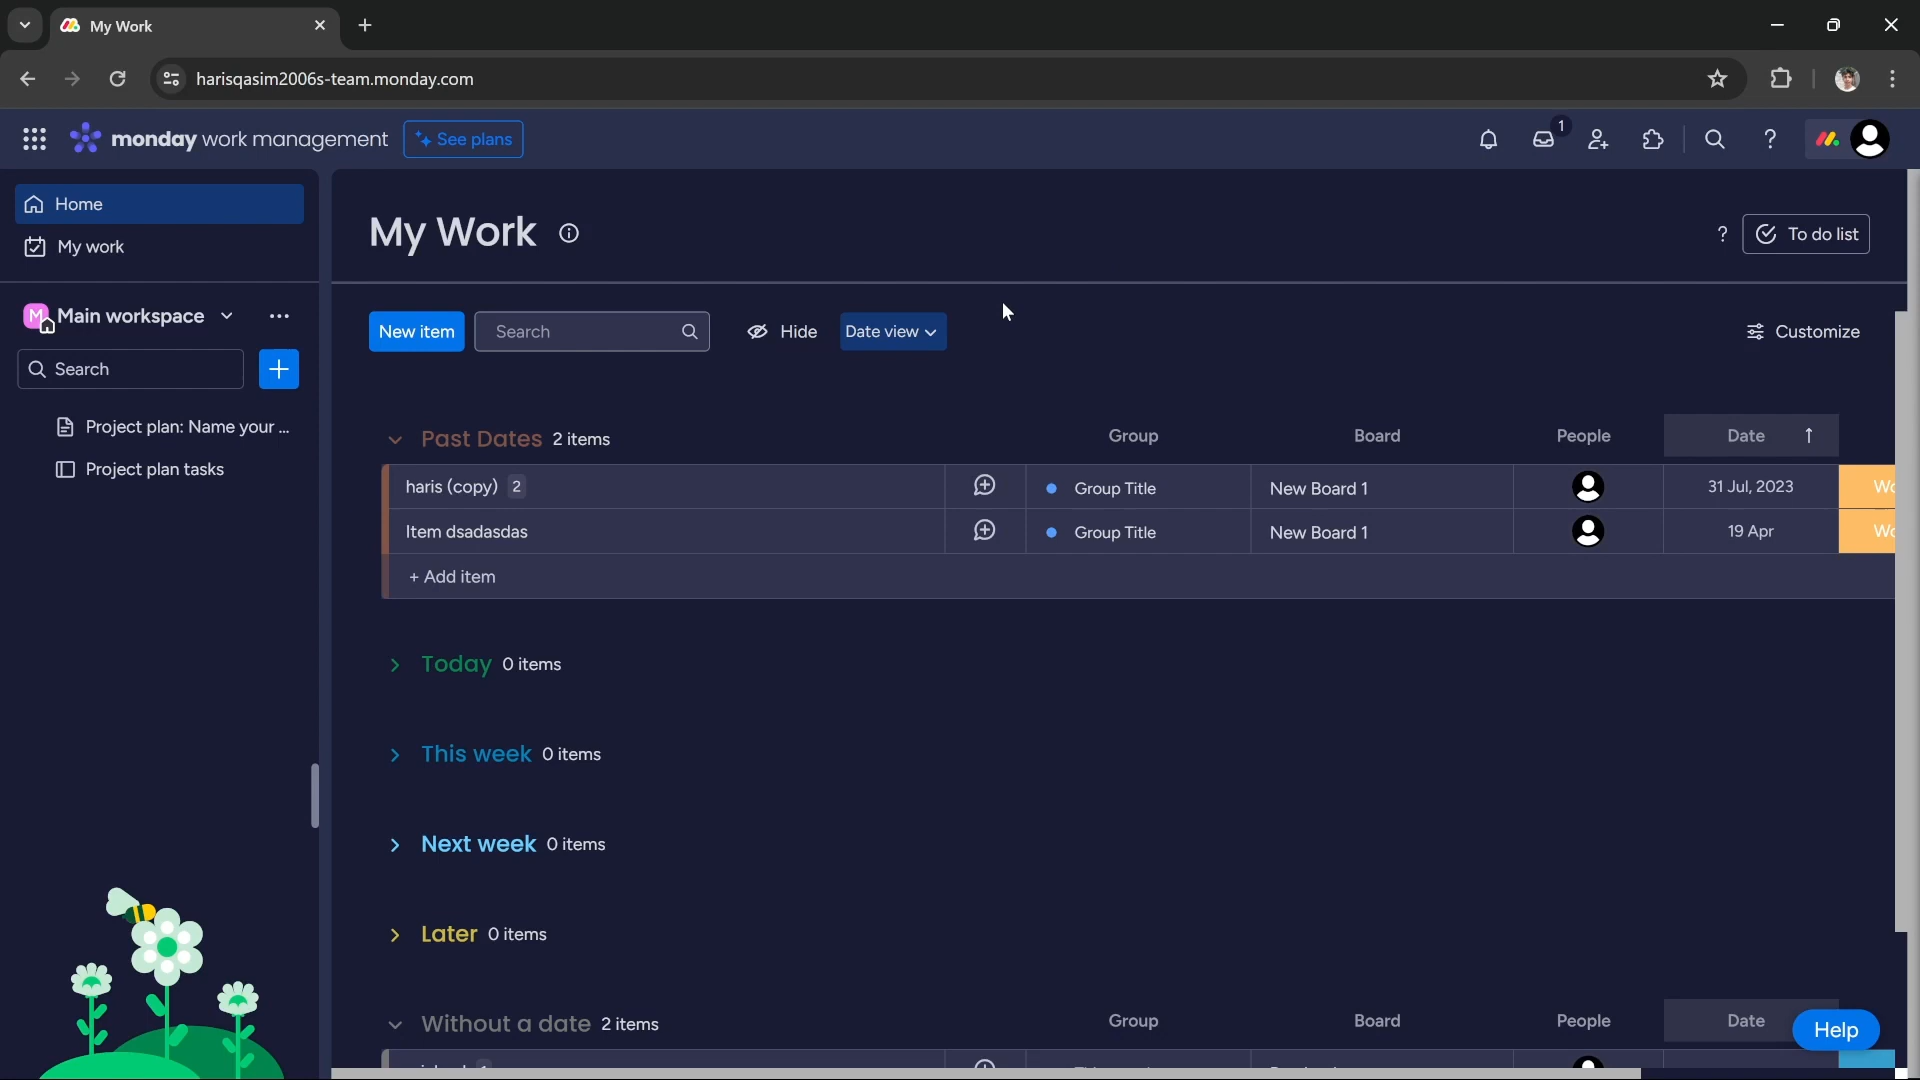 My Work
harisqasim2006s-team.monday.com
monday work management
See plans
1
Home
My work
My Work
?
To do list
M Main workspace
Search
New item
Search
Hide
Date view
Customize
Project plan: Name your ...
Project plan tasks
Past Dates 2 items
Group
Board
People
Date ↑
haris (copy) 2
Group Title
New Board 1
31 Jul, 2023
Item dsadasdas
Group Title
New Board 1
19 Apr
+ Add item
Today 0 items
This week 0 items
Next week 0 items
Later 0 items
Without a date 2 items
Group
Board
People
Date
Help